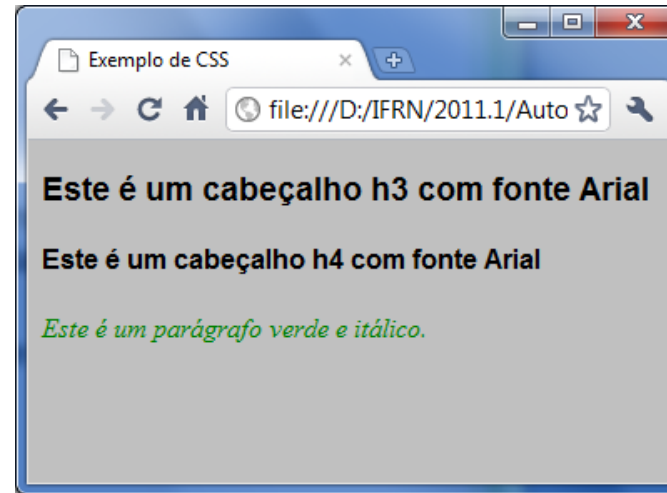 Exemplo de CSS
file:///D:/IFRN/2011.1/Auto
Este é um cabeçalho h3 com fonte Arial
Este é um cabeçalho h4 com fonte Arial
Este é um parágrafo verde e itálico.